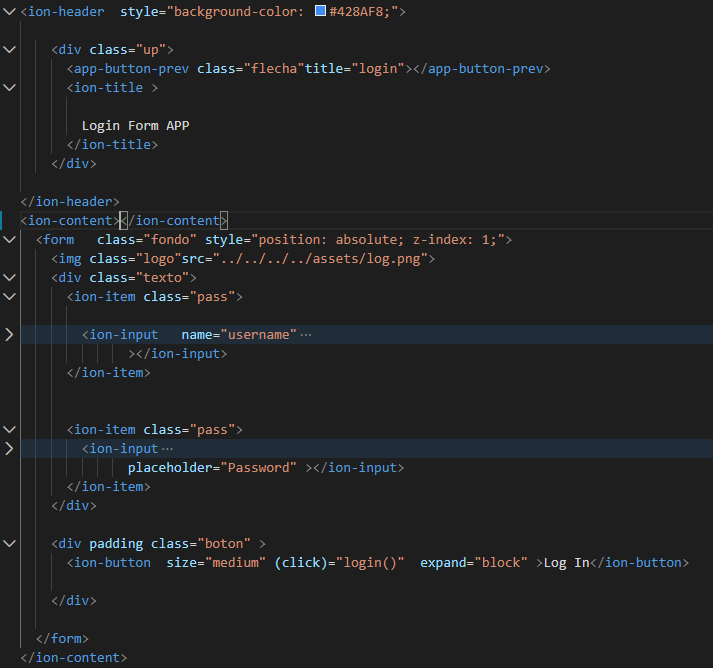 <ion-header  style="background-color: #428AF8;">
<div class="up">
<app-button-prev class="flecha"title="login"></app-button-prev>
<ion-title >
Login Form APP
</ion-title>
</div>
</ion-header>
<ion-content></ion-content>
<form   class="fondo" style="position: absolute; z-index: 1;">
<img class="logo"src="../../../../assets/log.png">
<div class="texto">
<ion-item class="pass">
<ion-input   name="username" ···
></ion-input>
</ion-item>
<ion-item class="pass">
<ion-input ···
placeholder="Password" ></ion-input>
</ion-item>
</div>
<div padding class="boton" >
<ion-button  size="medium" (click)="login()"  expand="block" >Log In</ion-button>
</div>
</form>
</ion-content>